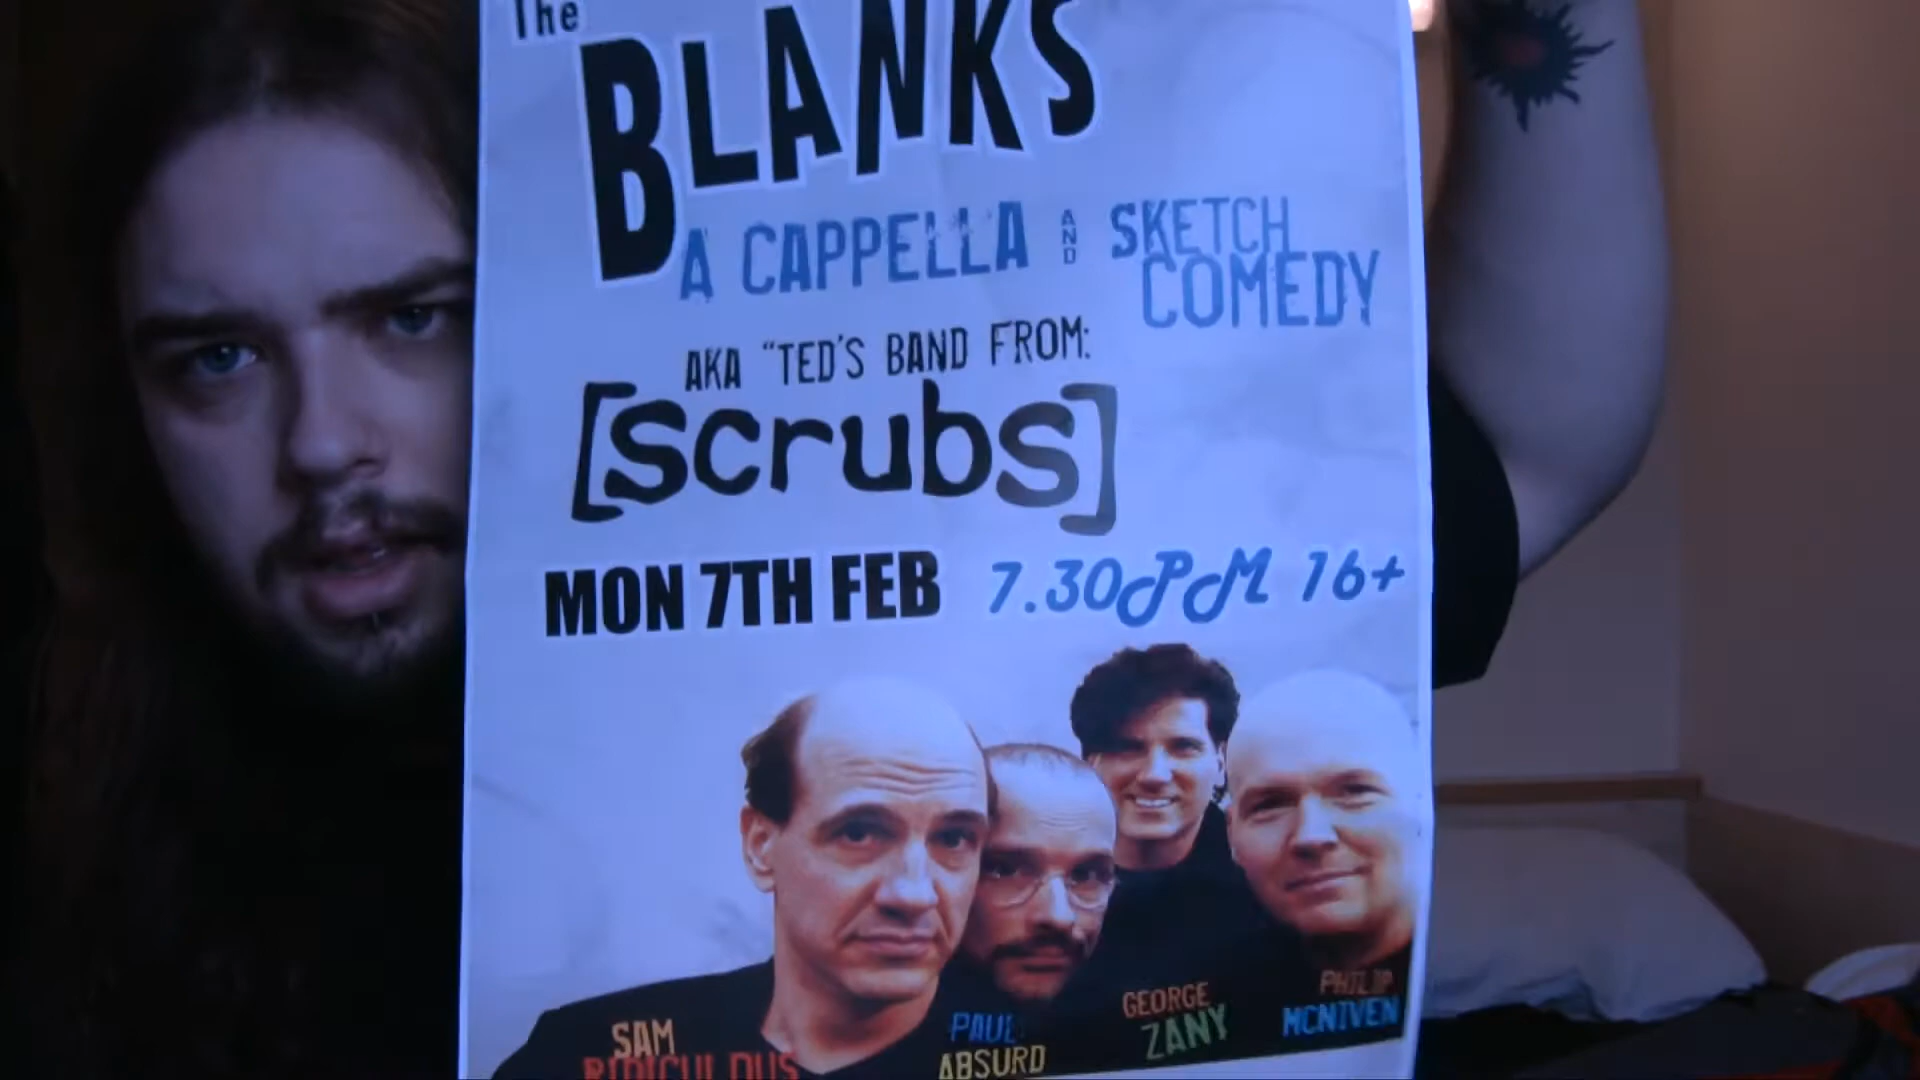 The
BLANKS
A CAPPELLA AND SKETCH
COMEDY
AKA "TED'S BAND FROM:
[scrubs]
MON 7TH FEB 7.30PM 16+
SAM
RIDICULOUS
PAUL
ABSURD
GEORGE
ZANY
PHILIP
MCNIVEN